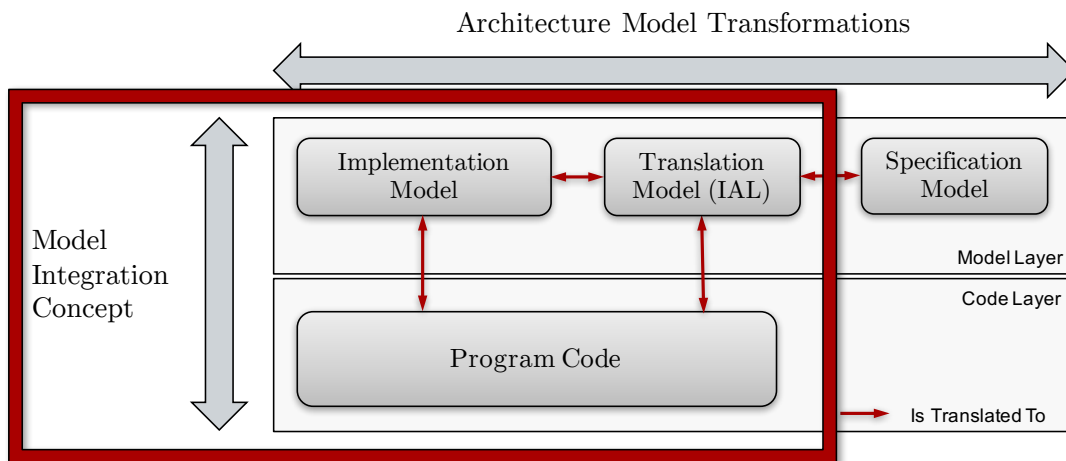 Architecture Model Transformations
Implementation
Model
Translation
Model (IAL)
Specification
Model
Model
Integration
Concept
Model Layer
Code Layer
Program Code
Is Translated To